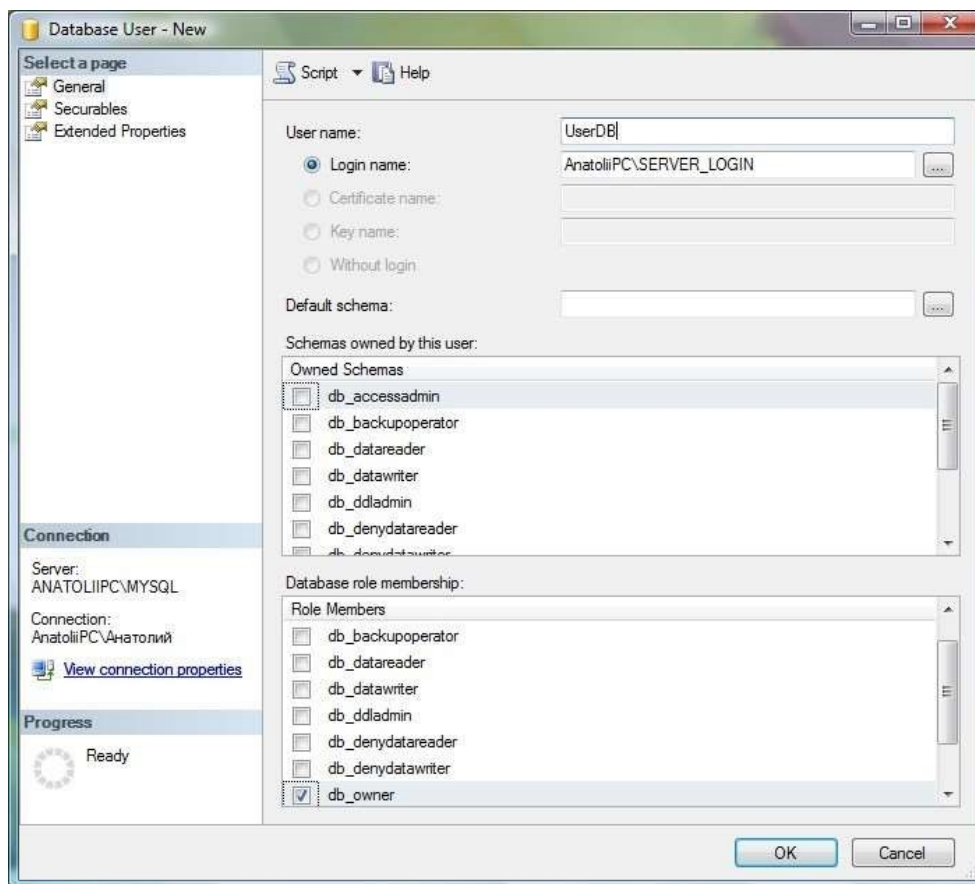 Database User - New
Select a page
General
Securables
Extended Properties
Script Help
User name: UserDB
Login name: AnatoliiPC\SERVER_LOGIN
...
Certificate name:
Key name:
Without login
Default schema:
...
Schemas owned by this user:
Owned Schemas
db_accessadmin
db_backupoperator
db_datareader
db_datawriter
db_ddladmin
db_denydatareader
db_denydatawriter
Connection
Server:
ANATOLIIPC\MYSQL
Connection:
AnatoliiPC\Анатолий
View connection properties
Database role membership:
Role Members
db_backupoperator
db_datareader
db_datawriter
db_ddladmin
db_denydatareader
db_denydatawriter
db_owner
Progress
Ready
OK Cancel